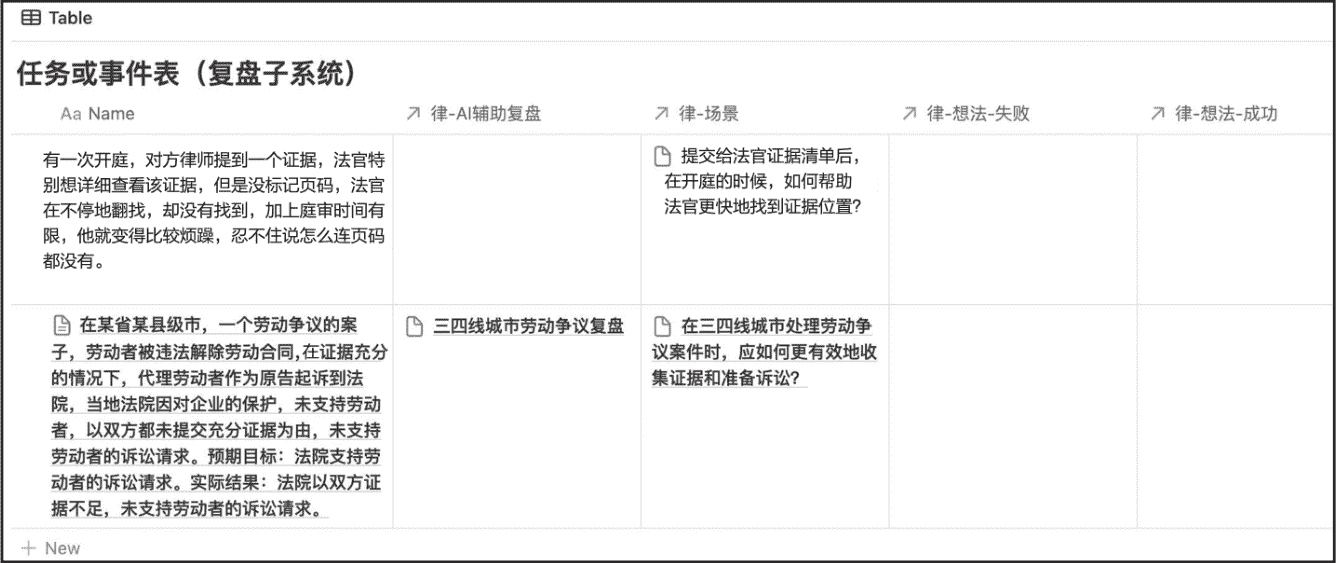 Table
任务或事件表（复盘子系统）
Aa Name
律-AI辅助复盘
律-场景
律-想法-失败
律-想法-成功
有一次开庭，对方律师提到一个证据，法官特
别想详细查看该证据，但是没标记页码，法官
在不停地翻找，却没有找到，加上庭审时间有
限，他就变得比较烦躁，忍不住说怎么连页码
都没有。
提交给法官证据清单后，
在开庭的时候，如何帮助
法官更快地找到证据位置？
在某省某县级市，一个劳动争议的案
子，劳动者被违法解除劳动合同,在证据充分
的情况下，代理劳动者作为原告起诉到法
院，当地法院因对企业的保护，未支持劳动
者，以双方都未提交充分证据为由，未支持
劳动者的诉讼请求。预期目标：法院支持劳
动者的诉讼请求。实际结果：法院以双方证
据不足，未支持劳动者的诉讼请求。
三四线城市劳动争议复盘
在三四线城市处理劳动争
议案件时，应如何更有效地收
集证据和准备诉讼？
+ New